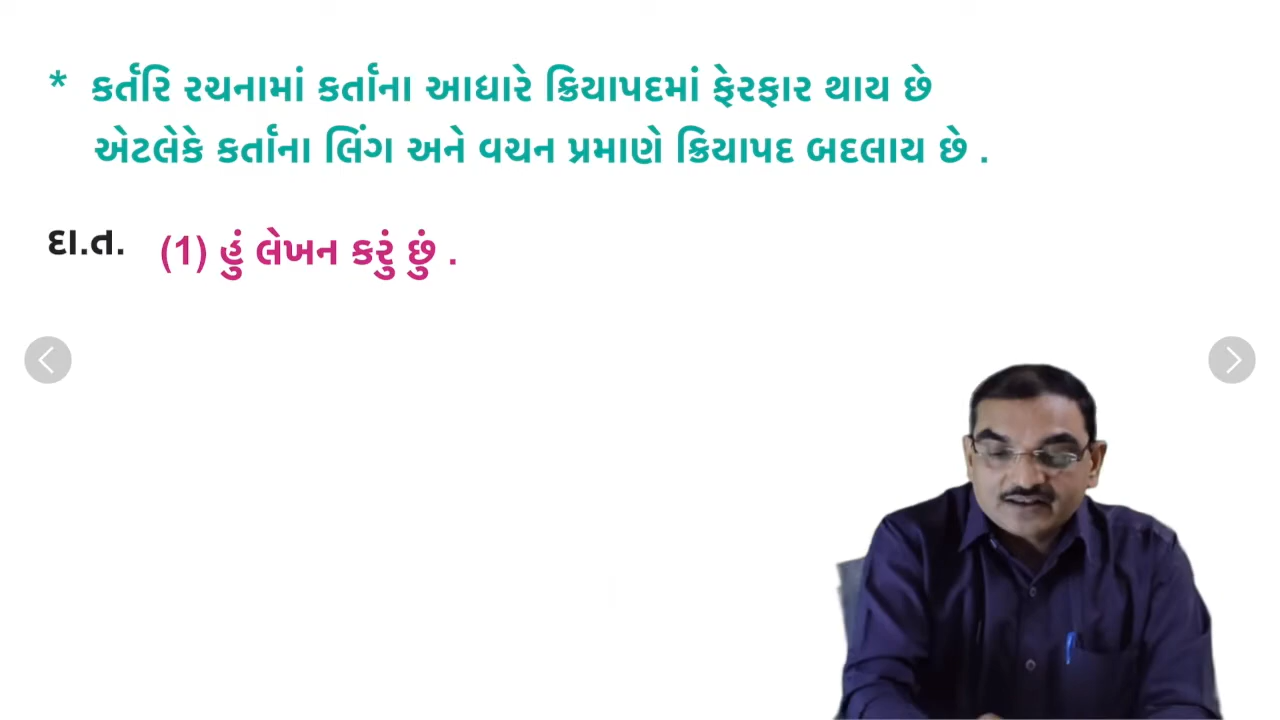 * કર્તરિ રચનામાં કર્તાના આધારે ક્રિયાપદમાં ફેરફાર થાય છે
એટલેકે કર્તાના લિંગ અને વચન પ્રમાણે ક્રિયાપદ બદલાય છે .
દા.ત. (1) હું લેખન કરું છું .